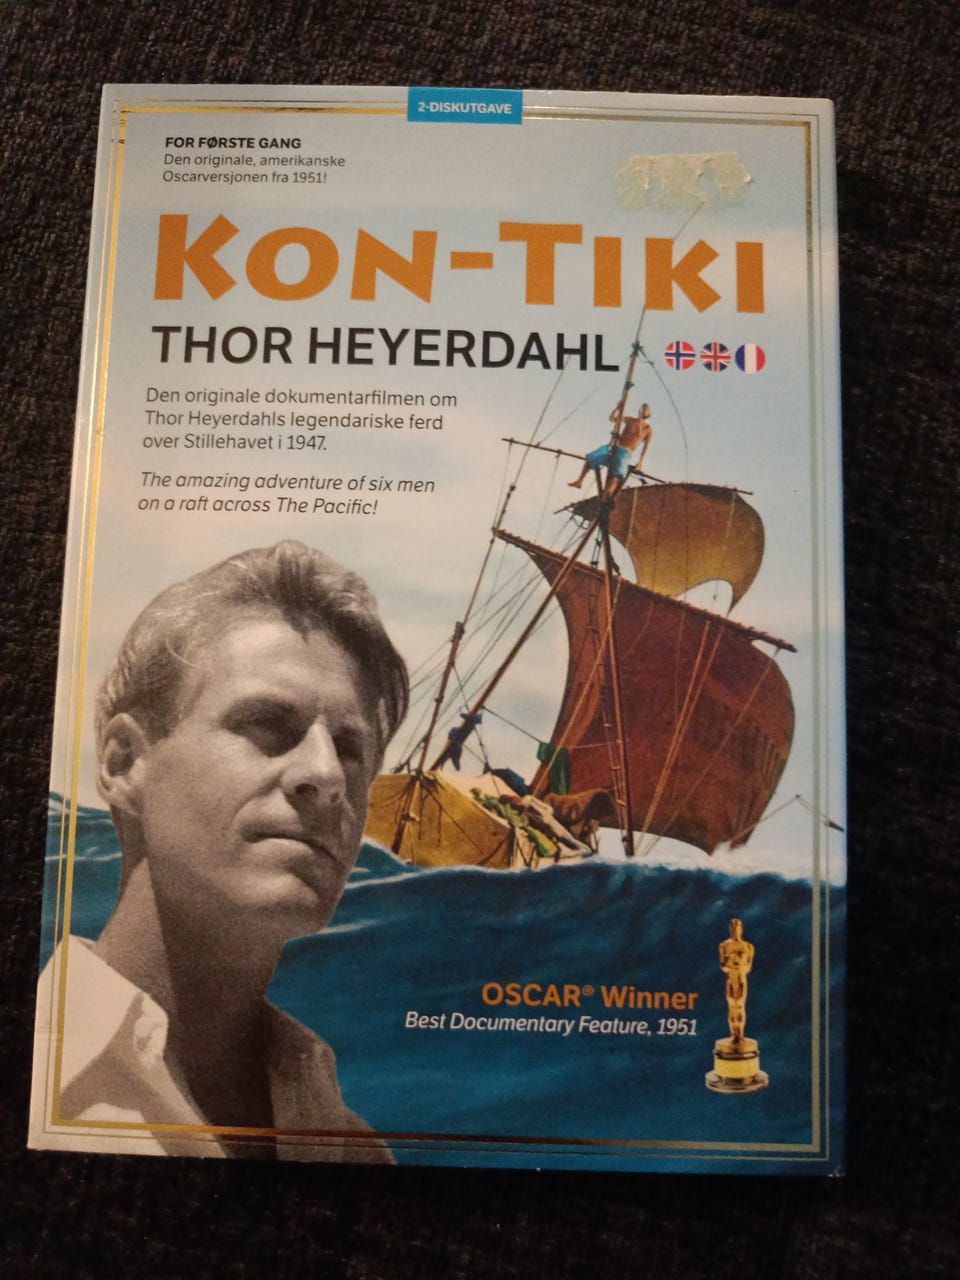 2-DISKUTGAVE
FOR FØRSTE GANG
Den originale, amerikanske
Oscarversjonen fra 1951!
KON-TIKI
THOR HEYERDAHL
Den originale dokumentarfilmen om
Thor Heyerdahls legendariske ferd
over Stillehavet i 1947.
The amazing adventure of six men
on a raft across The Pacific!
OSCAR® Winner
Best Documentary Feature, 1951